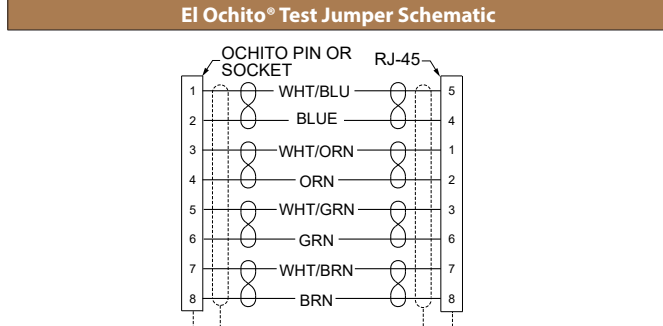 El Ochito® Test Jumper Schematic
OCHITO PIN OR
SOCKET
RJ-45
1 WHT/BLU 5
2 BLUE 4
3 WHT/ORN 1
4 ORN 2
5 WHT/GRN 3
6 GRN 6
7 WHT/BRN 7
8 BRN 8